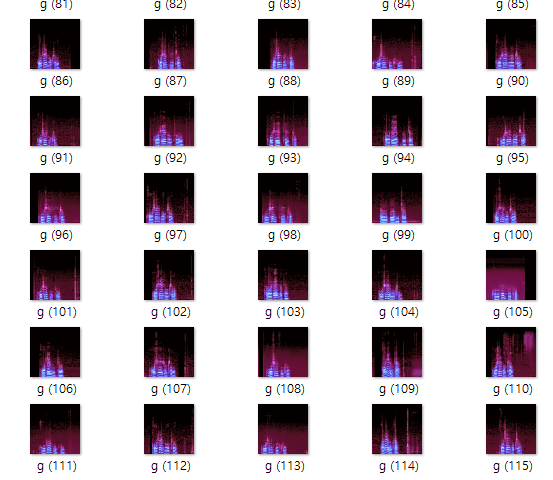 g (81) g (82) g (83) g (84) g (85)
g (86) g (87) g (88) g (89) g (90)
g (91) g (92) g (93) g (94) g (95)
g (96) g (97) g (98) g (99) g (100)
g (101) g (102) g (103) g (104) g (105)
g (106) g (107) g (108) g (109) g (110)
g (111) g (112) g (113) g (114) g (115)